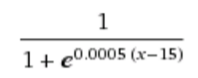 1
1 + e^0.0005 (x−15)